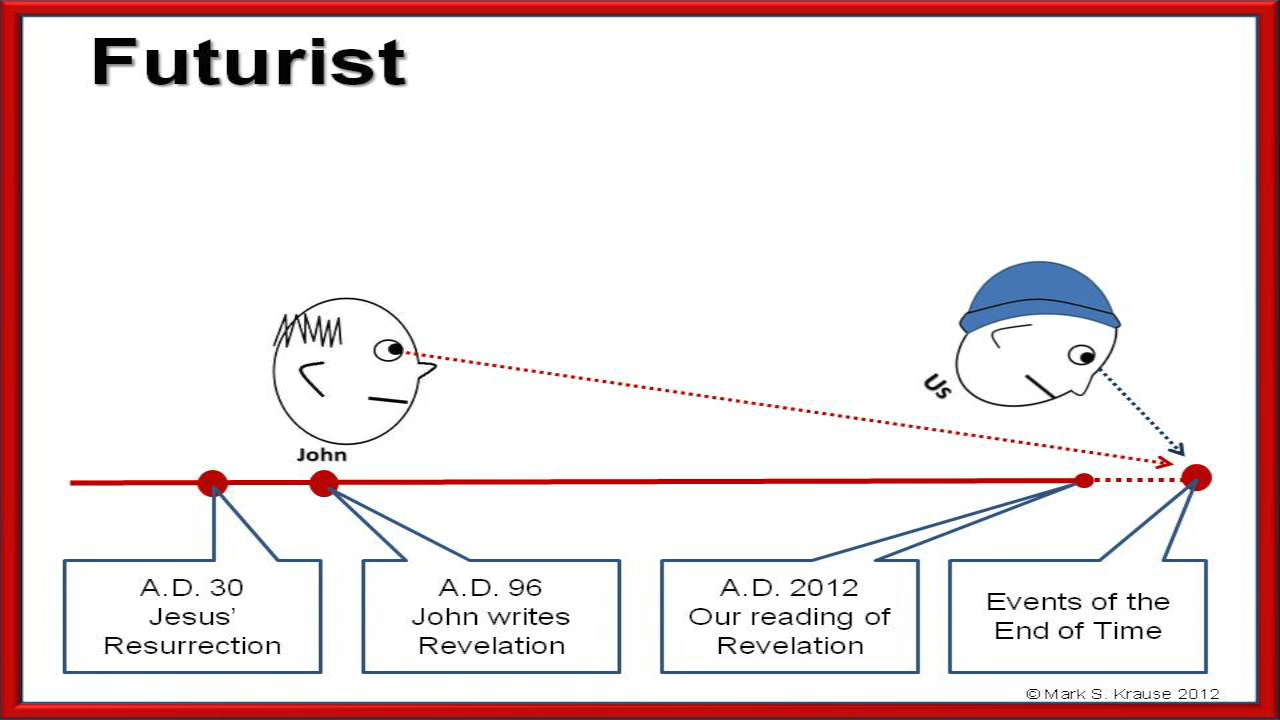 Futurist
John
Us
A.D. 30
Jesus’
Resurrection
A.D. 96
John writes
Revelation
A.D. 2012
Our reading of
Revelation
Events of the
End of Time
© Mark S. Krause 2012